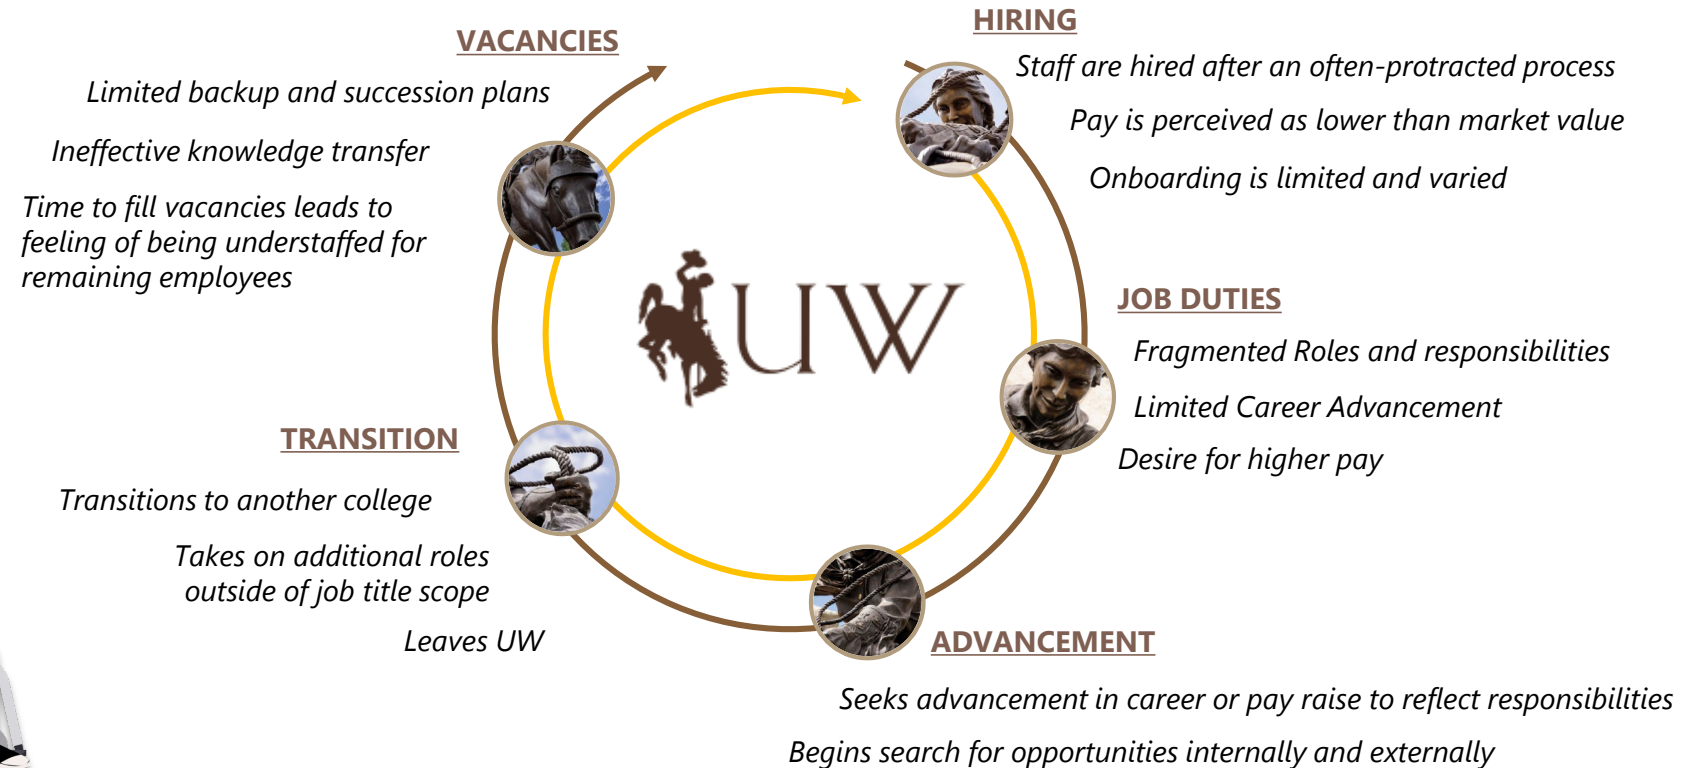 HIRING
Staff are hired after an often-protracted process
Pay is perceived as lower than market value
Onboarding is limited and varied
JOB DUTIES
Fragmented Roles and responsibilities
Limited Career Advancement
Desire for higher pay
ADVANCEMENT
Seeks advancement in career or pay raise to reflect responsibilities
Begins search for opportunities internally and externally
TRANSITION
Transitions to another college
Takes on additional roles
outside of job title scope
Leaves UW
VACANCIES
Limited backup and succession plans
Ineffective knowledge transfer
Time to fill vacancies leads to
feeling of being understaffed for
remaining employees
UW